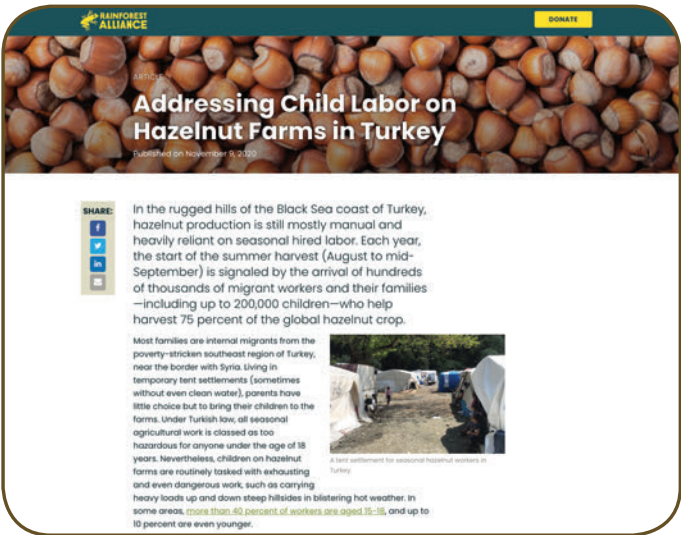 RAINFOREST
ALLIANCE
DONATE
ARTICLE
Addressing Child Labor on
Hazelnut Farms in Turkey
Published on November 9, 2020
SHARE:
In the rugged hills of the Black Sea coast of Turkey,
hazelnut production is still mostly manual and
heavily reliant on seasonal hired labor. Each year,
the start of the summer harvest (August to mid-
September) is signaled by the arrival of hundreds
of thousands of migrant workers and their families
—including up to 200,000 children—who help
harvest 75 percent of the global hazelnut crop.
Most families are internal migrants from the
poverty-stricken southeast region of Turkey,
near the border with Syria. Living in
temporary tent settlements (sometimes
without even clean water), parents have
little choice but to bring their children to the
farms. Under Turkish law, all seasonal
agricultural work is classed as too
hazardous for anyone under the age of 18
years. Nevertheless, children on hazelnut
farms are routinely tasked with exhausting
and even dangerous work, such as carrying
heavy loads up and down steep hillsides in blistering hot weather. In
some areas, more than 40 percent of workers are aged 15-18, and up to
10 percent are even younger.
A tent settlement for seasonal hazelnut workers in
Turkey